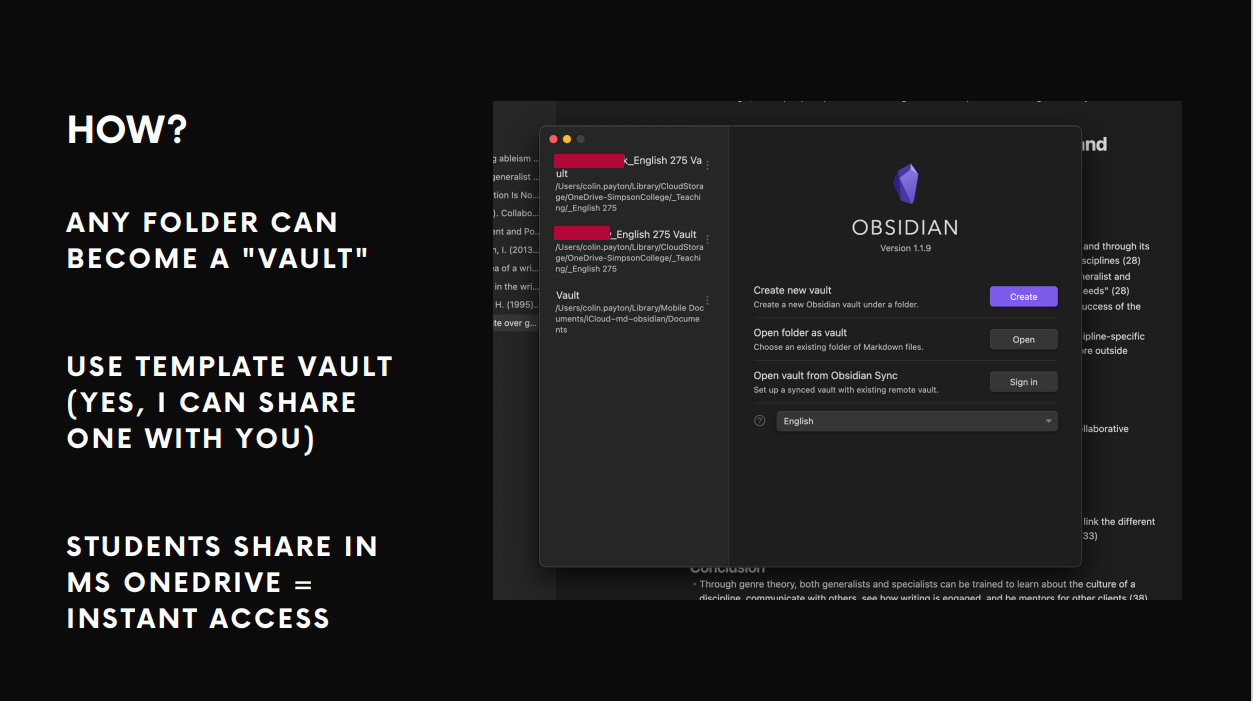 HOW?
ANY FOLDER CAN
BECOME A "VAULT"
USE TEMPLATE VAULT
(YES, I CAN SHARE
ONE WITH YOU)
STUDENTS SHARE IN
MS ONEDRIVE =
INSTANT ACCESS
g ableism ...
generalist ...
tion Is No...
). Collabo...
ent and Po...
n, I. (2013...
ea of a wri...
in the wri...
H. (1995)...
te over g...
_English 275 Va
ult
/Users/colin.payton/Library/CloudStora
ge/OneDrive-SimpsonCollege/_Teachi
ng/_English 275
_English 275 Vault
/Users/colin.payton/Library/CloudStora
ge/OneDrive-SimpsonCollege/_Teachi
ng/_English 275
Vault
/Users/colin.payton/Library/Mobile Doc
uments/iCloud~md~obsidian/Docume
nts
OBSIDIAN
Version 1.1.9
Create new vault
Create a new Obsidian vault under a folder.
Create
Open folder as vault
Choose an existing folder of Markdown files.
Open
Open vault from Obsidian Sync
Set up a synced vault with existing remote vault.
Sign in
English
and
and through its
sciplines (28)
neralist and
eeds" (28)
uccess of the
ipline-specific
re outside
llaborative
link the different
33)
Conclusion
Through genre theory, both generalists and specialists can be trained to learn about the culture of a
discipline, communicate with others, see how writing is engaged, and be mentors for other clients (38)